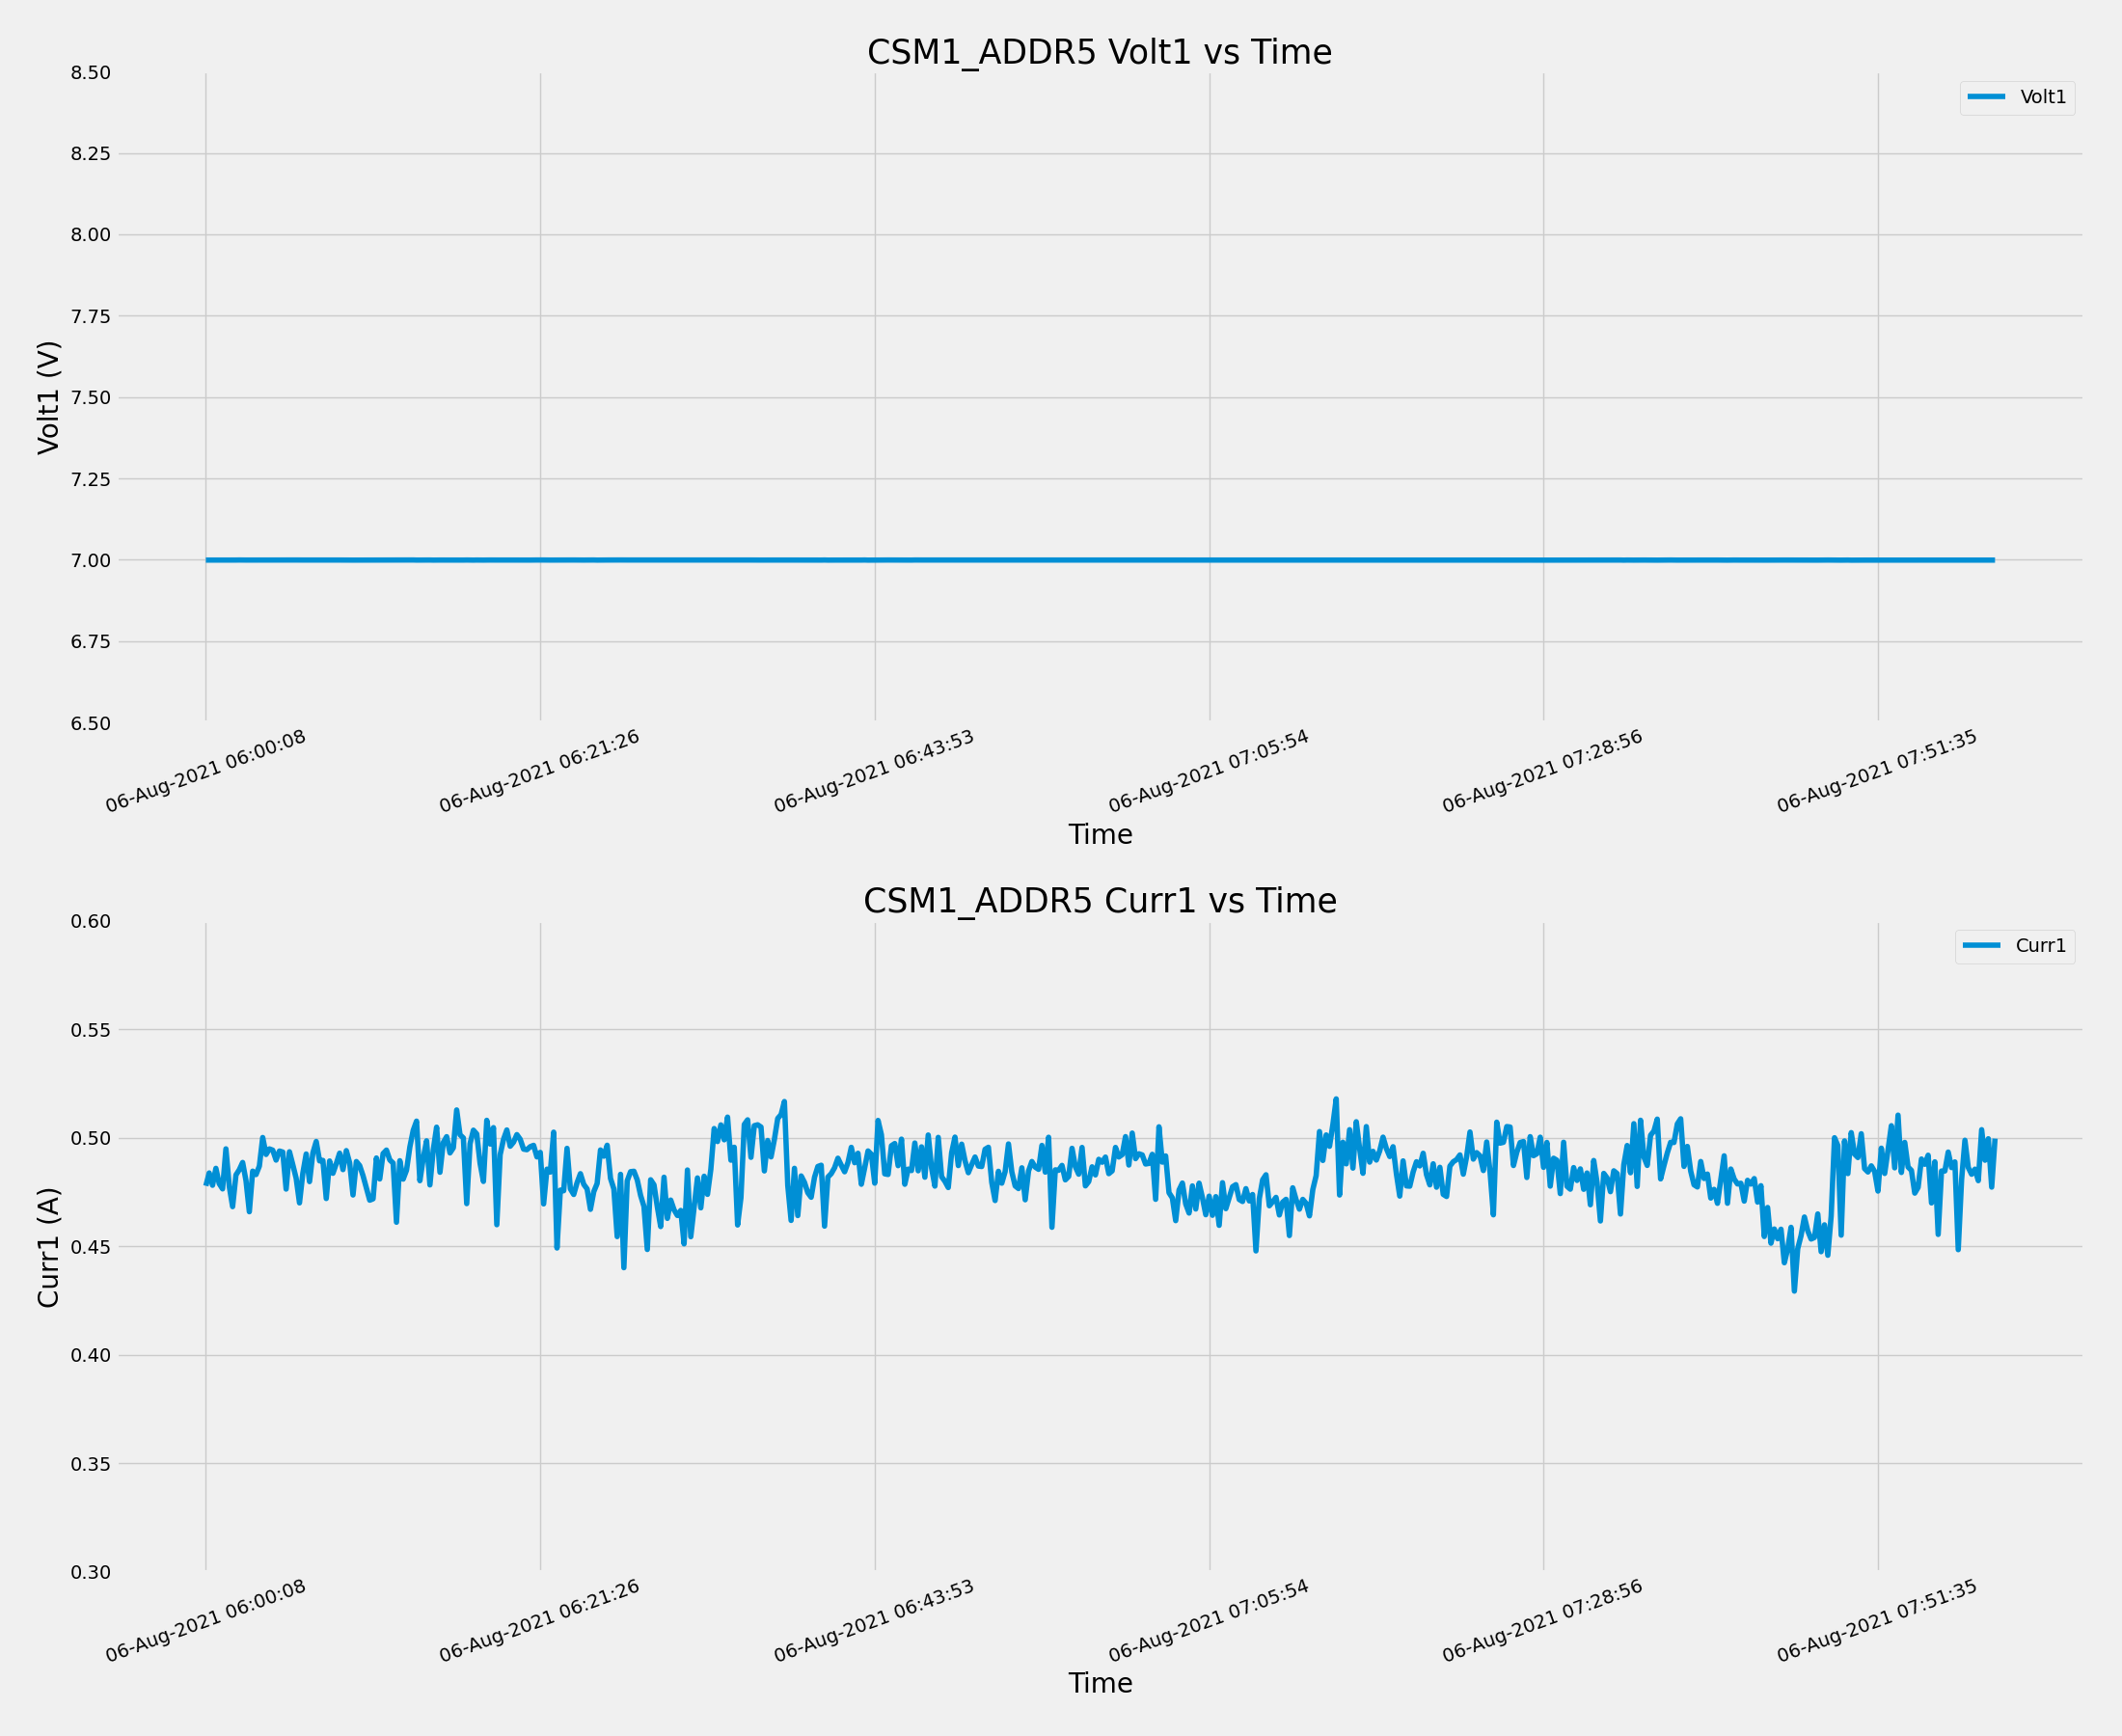 CSM1_ADDR5 Volt1 vs Time
8.50
Volt1
8.25
8.00
7.75
7.50
Volt1 (V)
7.25
7.00
6.75
6.50
06-Aug-2021 06:00:08
06-Aug-2021 06:21:26
06-Aug-2021 06:43:53
06-Aug-2021 07:05:54
06-Aug-2021 07:28:56
06-Aug-2021 07:51:35
Time
CSM1_ADDR5 Curr1 vs Time
0.60
Curr1
0.55
0.50
0.45
Curr1 (A)
0.40
0.35
0.30
06-Aug-2021 06:00:08
06-Aug-2021 06:21:26
06-Aug-2021 06:43:53
06-Aug-2021 07:05:54
06-Aug-2021 07:28:56
06-Aug-2021 07:51:35
Time